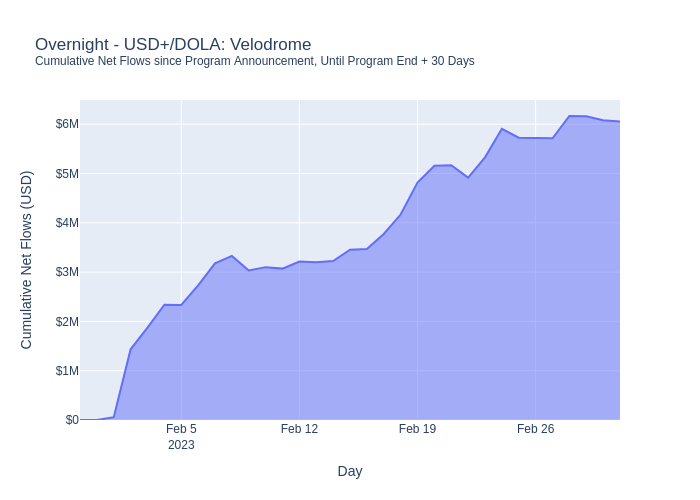 Overnight - USD+/DOLA: Velodrome
Cumulative Net Flows since Program Announcement, Until Program End + 30 Days
Cumulative Net Flows (USD)
$6M
$5M
$4M
$3M
$2M
$1M
$0
Feb 5
2023
Feb 12
Feb 19
Feb 26
Day